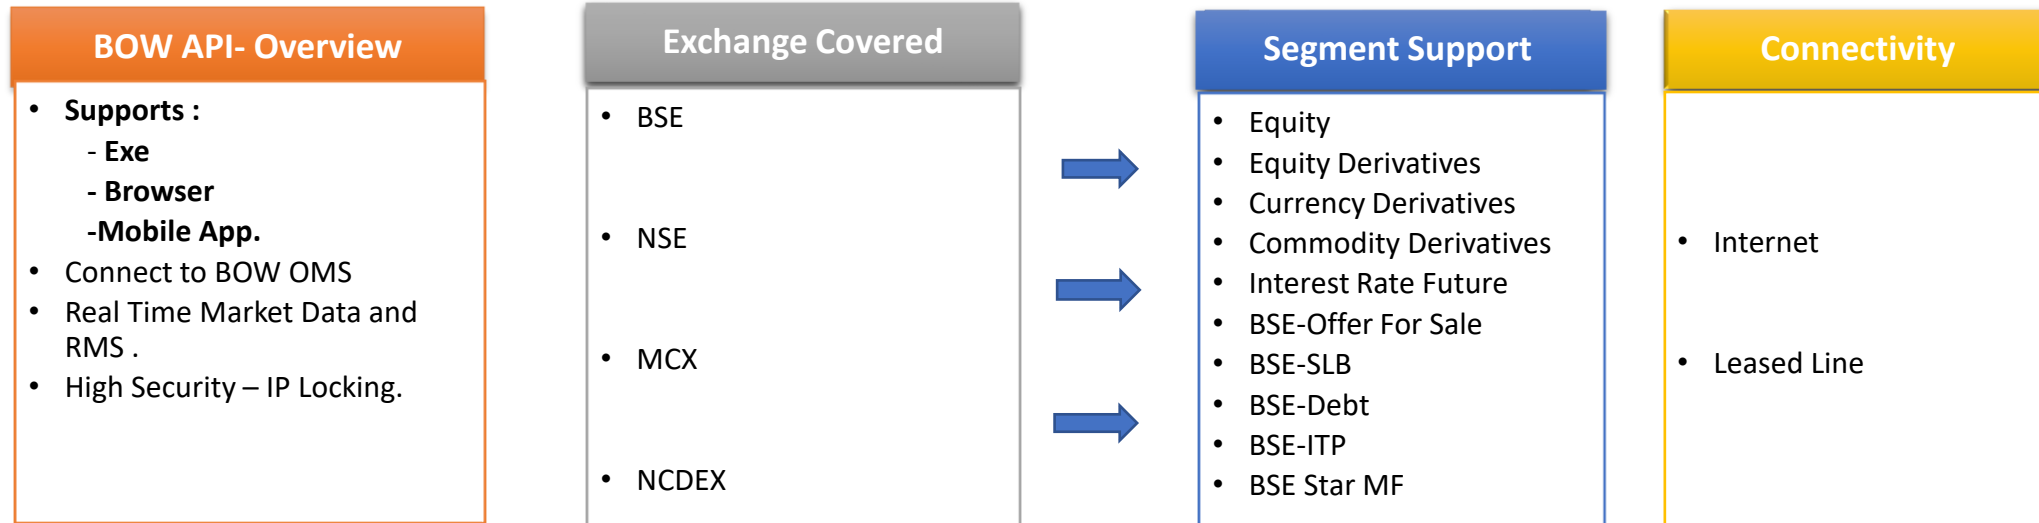 BOW API- Overview
• Supports :
- Exe
- Browser
-Mobile App.
• Connect to BOW OMS
• Real Time Market Data and
RMS .
• High Security – IP Locking.
Exchange Covered
• BSE
• NSE
• MCX
• NCDEX
Segment Support
• Equity
• Equity Derivatives
• Currency Derivatives
• Commodity Derivatives
• Interest Rate Future
• BSE-Offer For Sale
• BSE-SLB
• BSE-Debt
• BSE-ITP
• BSE Star MF
Connectivity
• Internet
• Leased Line